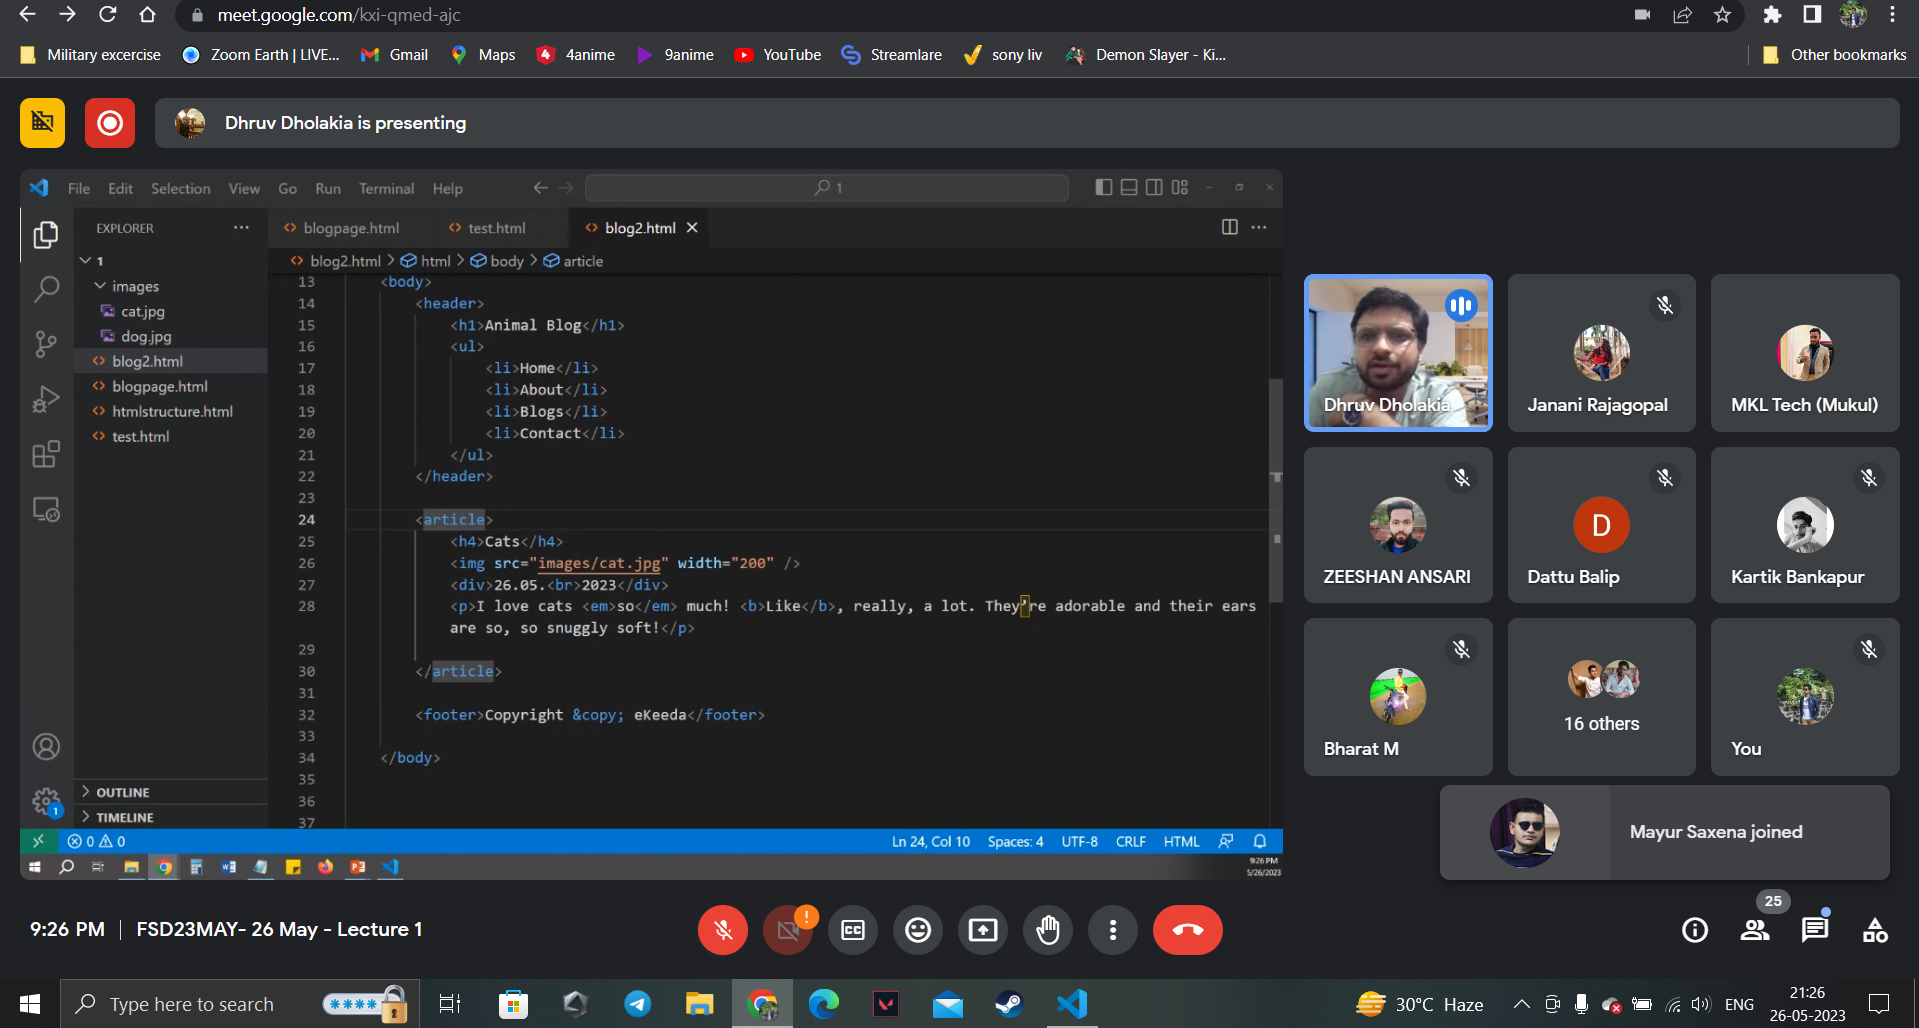 meet.google.com/kxi-qmed-ajc
Military excercise
Zoom Earth | LIVE...
Gmail
Maps
4anime
9anime
YouTube
Streamlare
sony liv
Demon Slayer - Ki...
Other bookmarks
Dhruv Dholakia is presenting
File Edit Selection View Go Run Terminal Help
1
EXPLORER
blogpage.html
test.html
blog2.html
1
images
cat.jpg
dog.jpg
blog2.html
blogpage.html
htmlstructure.html
test.html
OUTLINE
TIMELINE
blog2.html > html > body > article
13 <body>
14 <header>
15 <h1>Animal Blog</h1>
16 <ul>
17 <li>Home</li>
18 <li>About</li>
19 <li>Blogs</li>
20 <li>Contact</li>
21 </ul>
22 </header>
23
24 <article>
25 <h4>Cats</h4>
26 <img src="images/cat.jpg" width="200" />
27 <div>26.05.<br>2023</div>
28 <p>I love cats <em>so</em> much! <b>Like</b>, really, a lot. They’re adorable and their ears
are so, so snuggly soft!</p>
29
30 </article>
31
32 <footer>Copyright &copy; eKeeda</footer>
33
34 </body>
35
36
37
1
0 0
Ln 24, Col 10 Spaces: 4 UTF-8 CRLF HTML
9:26 PM
5/26/2023
Dhruv Dholakia
Janani Rajagopal
MKL Tech (Mukul)
ZEESHAN ANSARI
D
Dattu Balip
Kartik Bankapur
Bharat M
16 others
You
Mayur Saxena joined
9:26 PM | FSD23MAY- 26 May - Lecture 1
!
CC
25
Type here to search
30°C Haze
ENG
21:26
26-05-2023